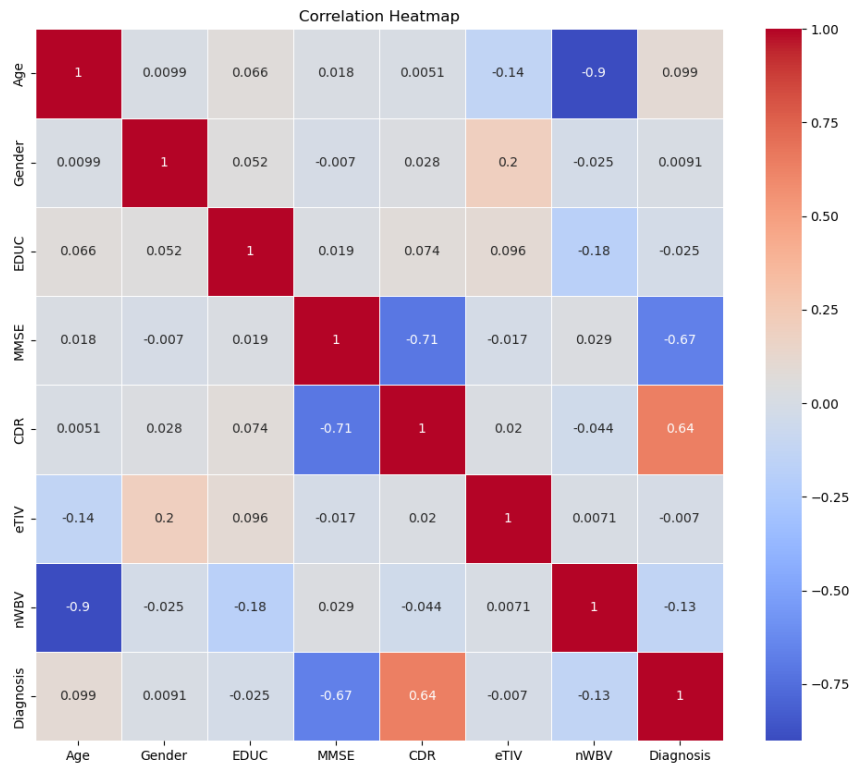 Correlation Heatmap
Age 1 0.0099 0.066 0.018 0.0051 -0.14 -0.9 0.099
Gender 0.0099 1 0.052 -0.007 0.028 0.2 -0.025 0.0091
EDUC 0.066 0.052 1 0.019 0.074 0.096 -0.18 -0.025
MMSE 0.018 -0.007 0.019 1 -0.71 -0.017 0.029 -0.67
CDR 0.0051 0.028 0.074 -0.71 1 0.02 -0.044 0.64
eTIV -0.14 0.2 0.096 -0.017 0.02 1 0.0071 -0.007
nWBV -0.9 -0.025 -0.18 0.029 -0.044 0.0071 1 -0.13
Diagnosis 0.099 0.0091 -0.025 -0.67 0.64 -0.007 -0.13 1
Age Gender EDUC MMSE CDR eTIV nWBV Diagnosis
1.00
0.75
0.50
0.25
0.00
−0.25
−0.50
−0.75